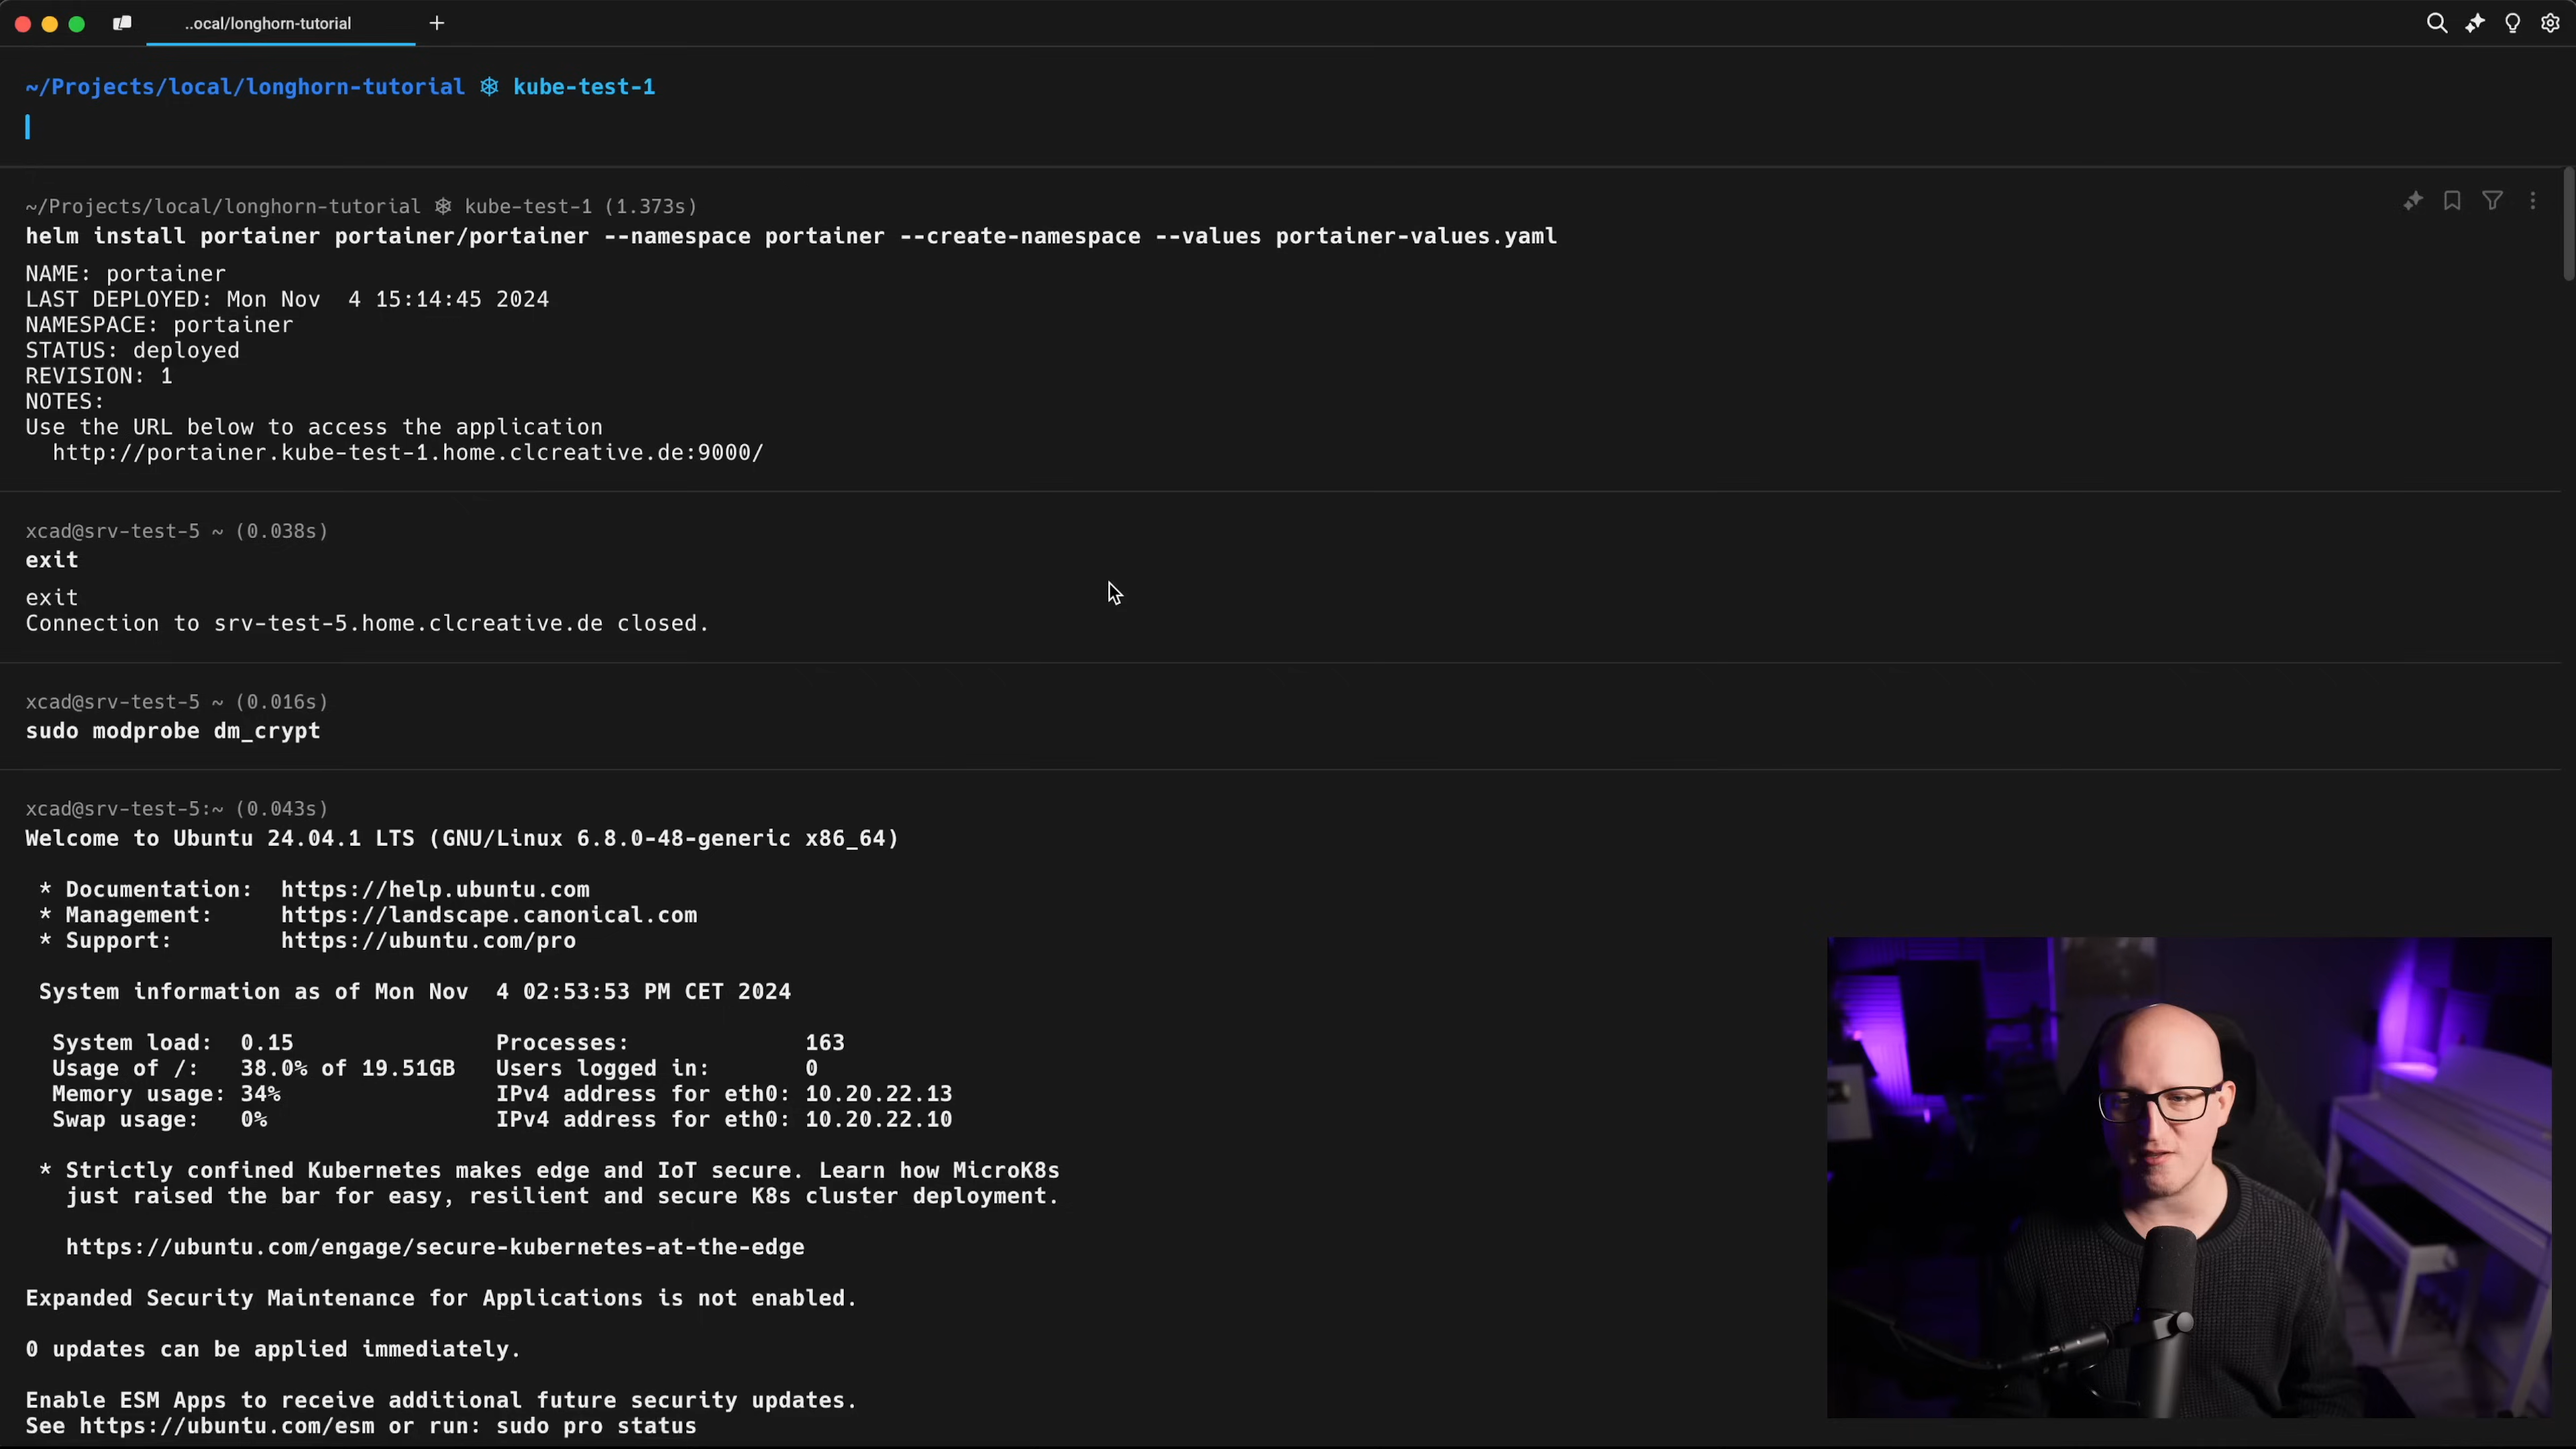 ..ocal/longhorn-tutorial
~/Projects/local/longhorn-tutorial ⎈ kube-test-1
~/Projects/local/longhorn-tutorial ⎈ kube-test-1 (1.373s)
helm install portainer portainer/portainer --namespace portainer --create-namespace --values portainer-values.yaml
NAME: portainer
LAST DEPLOYED: Mon Nov  4 15:14:45 2024
NAMESPACE: portainer
STATUS: deployed
REVISION: 1
NOTES:
Use the URL below to access the application
  http://portainer.kube-test-1.home.clcreative.de:9000/
xcad@srv-test-5 ~ (0.038s)
exit
exit
Connection to srv-test-5.home.clcreative.de closed.
xcad@srv-test-5 ~ (0.016s)
sudo modprobe dm_crypt
xcad@srv-test-5:~ (0.043s)
Welcome to Ubuntu 24.04.1 LTS (GNU/Linux 6.8.0-48-generic x86_64)
 * Documentation:  https://help.ubuntu.com
 * Management:     https://landscape.canonical.com
 * Support:        https://ubuntu.com/pro
 System information as of Mon Nov  4 02:53:53 PM CET 2024
  System load:  0.15               Processes:             163
  Usage of /:   38.0% of 19.51GB   Users logged in:       0
  Memory usage: 34%                IPv4 address for eth0: 10.20.22.13
  Swap usage:   0%                 IPv4 address for eth0: 10.20.22.10
 * Strictly confined Kubernetes makes edge and IoT secure. Learn how MicroK8s
   just raised the bar for easy, resilient and secure K8s cluster deployment.
   https://ubuntu.com/engage/secure-kubernetes-at-the-edge
Expanded Security Maintenance for Applications is not enabled.
0 updates can be applied immediately.
Enable ESM Apps to receive additional future security updates.
See https://ubuntu.com/esm or run: sudo pro status